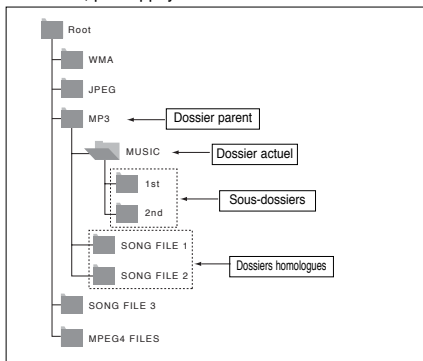 Root
WMA
JPEG
MP3
Dossier parent
MUSIC
Dossier actuel
1st
Sous-dossiers
2nd
SONG FILE 1
Dossiers homologues
SONG FILE 2
SONG FILE 3
MPEG4 FILES